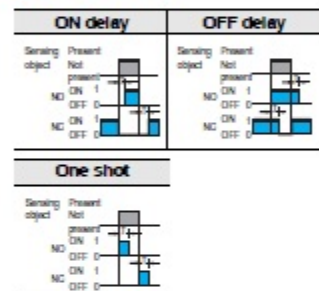 ON delay
OFF delay
Sensing Present
object Not
present
NO ON 1
OFF 0
NC ON 1
OFF 0
Sensing Present
object Not
present
NO ON 1
OFF 0
NC ON 1
OFF 0
One shot
Sensing Present
object Not
present
NO ON 1
OFF 0
NC ON 1
OFF 0